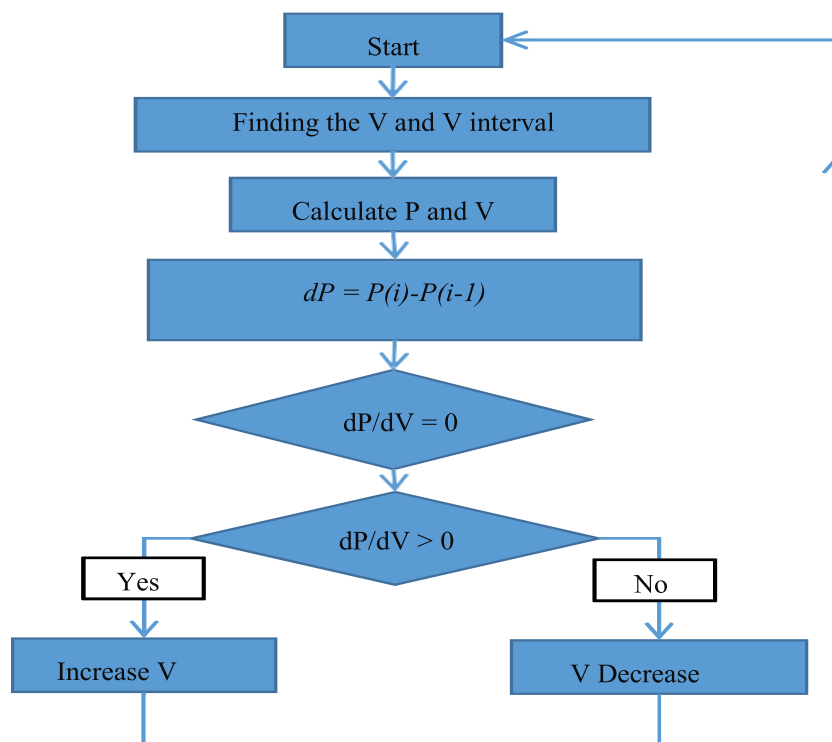 Start
Finding the V and V interval
Calculate P and V
dP = P(i)-P(i-1)
dP/dV = 0
dP/dV > 0
Yes
No
Increase V
V Decrease